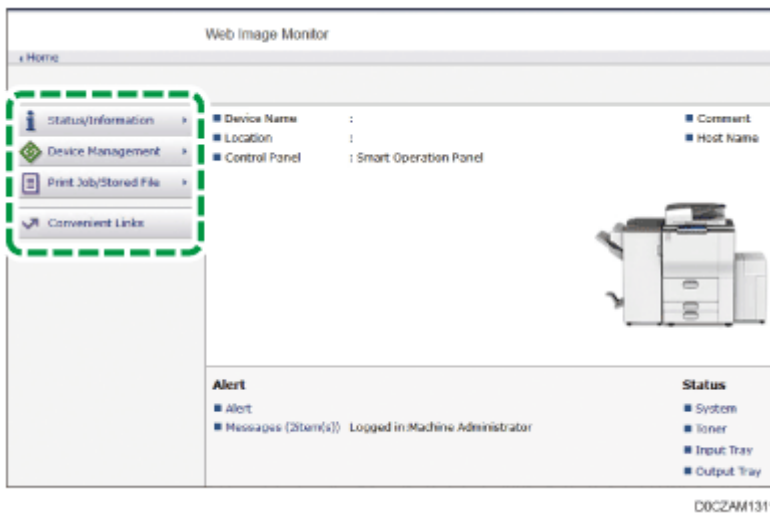 Web Image Monitor
Home
Status/Information
Device Management
Print Job/Stored File
Convenient Links
Device Name :
Location :
Control Panel : Smart Operation Panel
Comment
Host Name
Alert
Alert
Messages (2item(s)) Logged in:Machine Administrator
Status
System
Toner
Input Tray
Output Tray
D0CZAM131